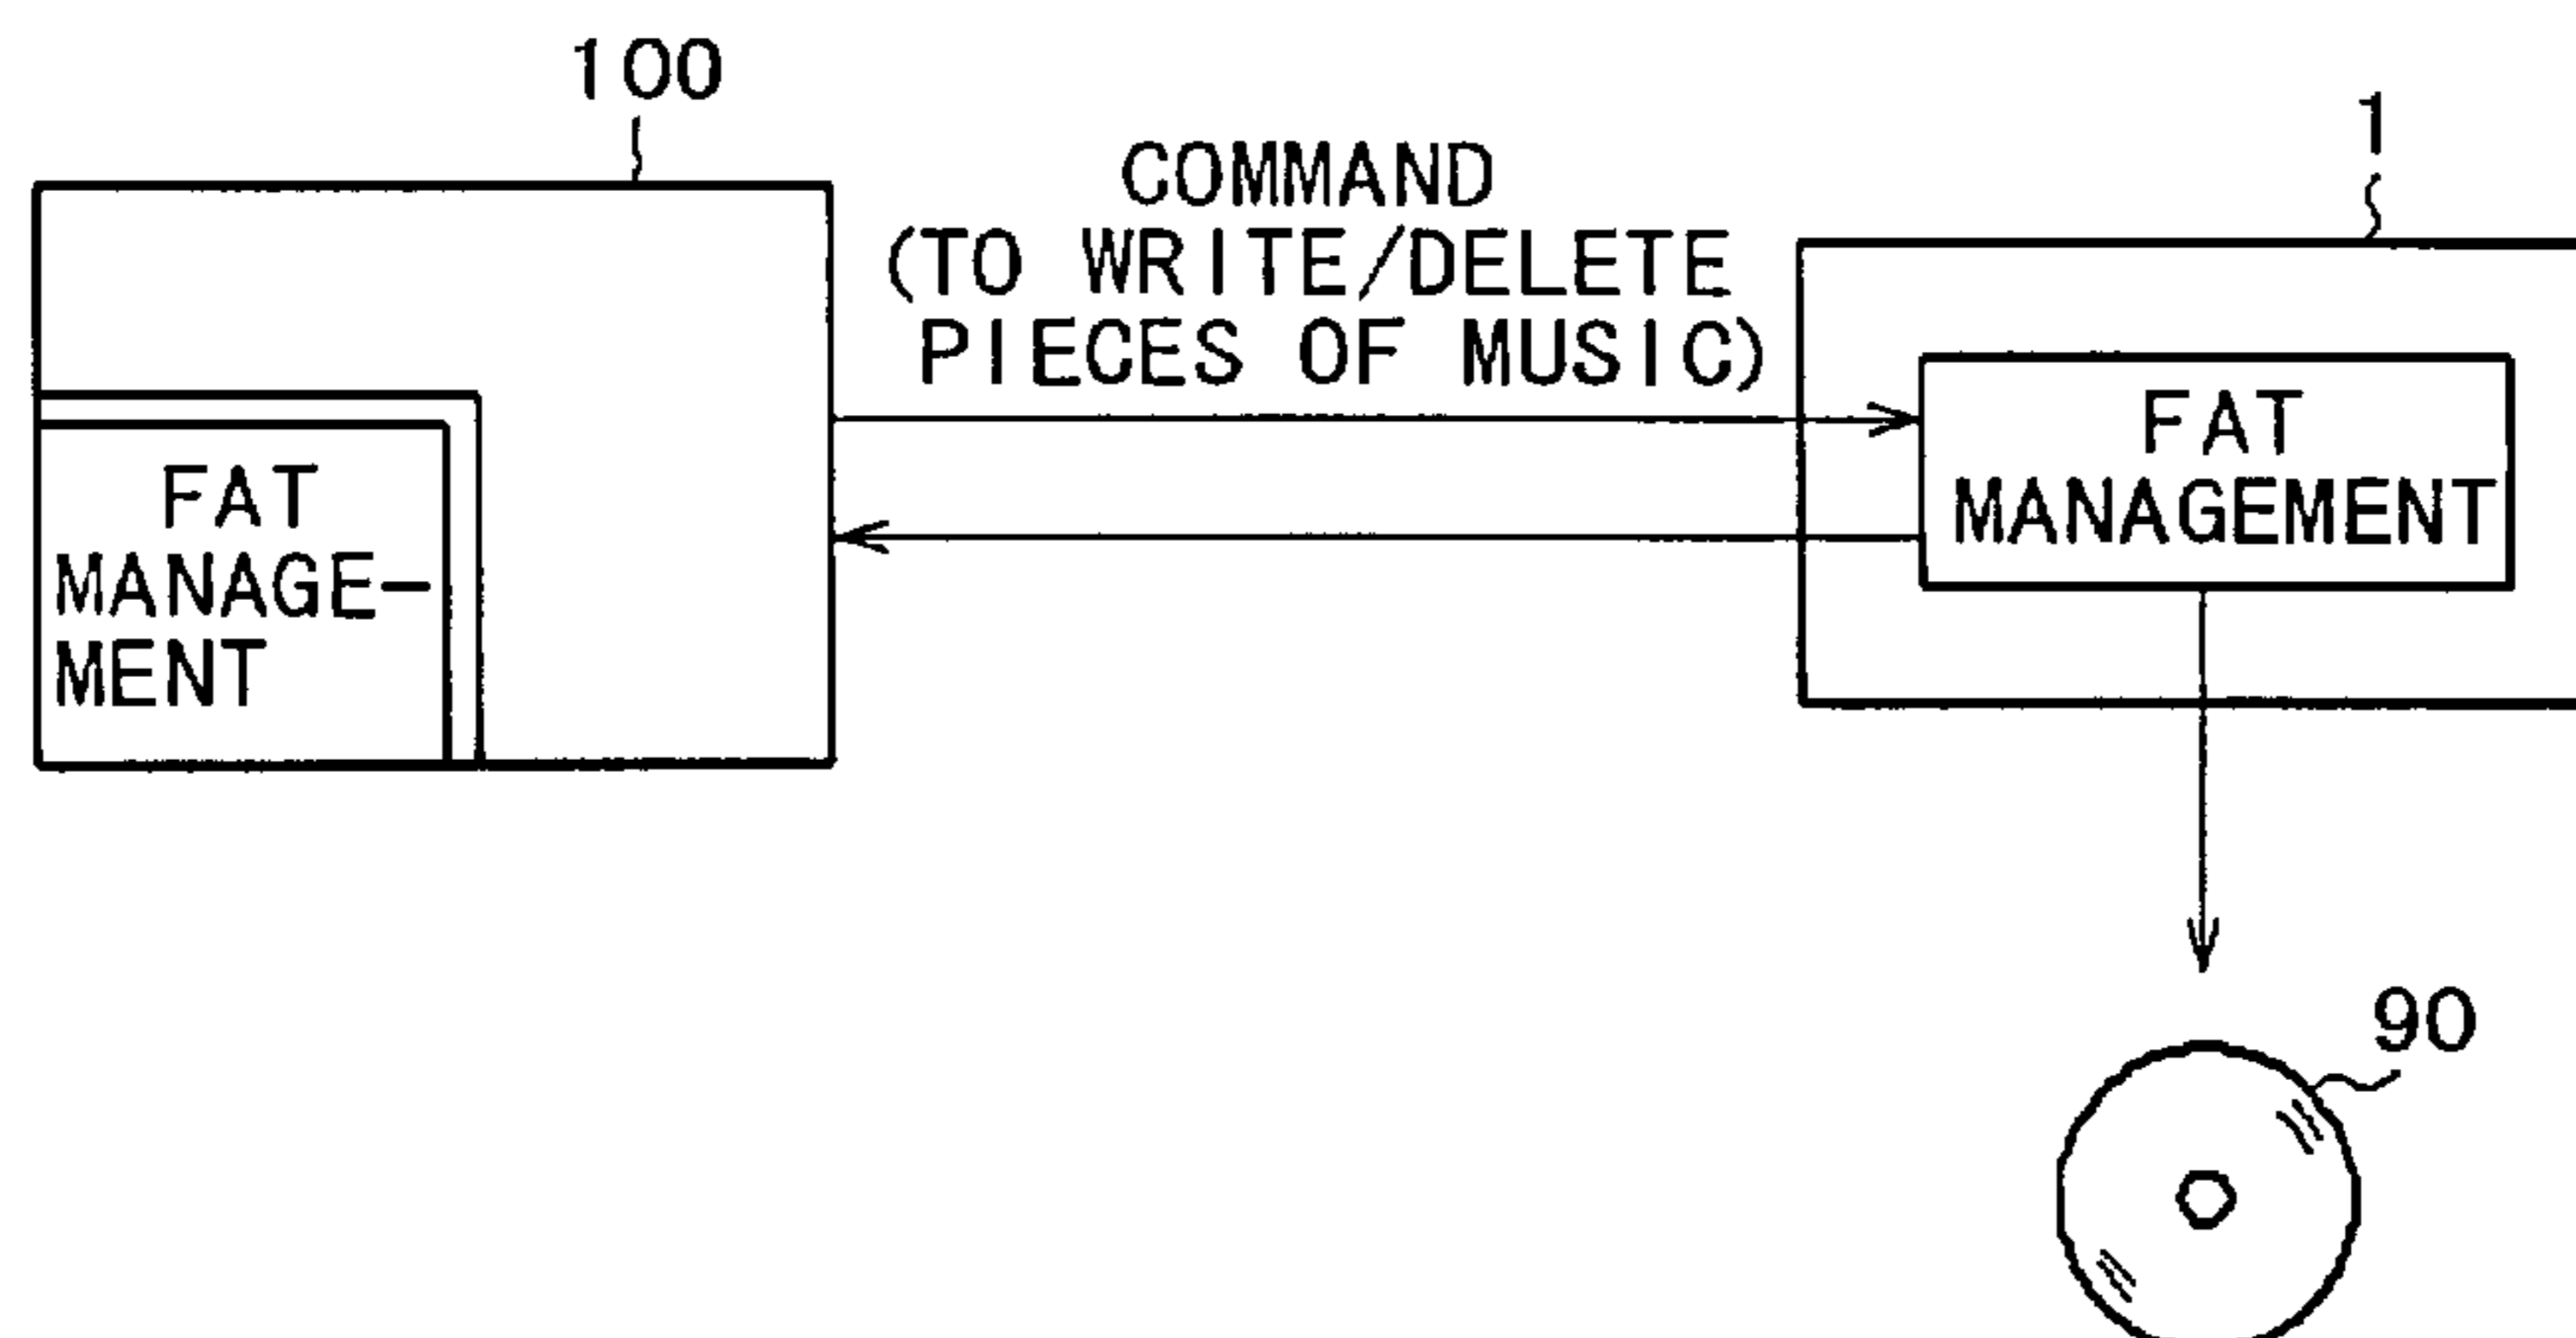 100
1
COMMAND
(TO WRITE/DELETE
PIECES OF MUSIC)
FAT
MANAGE-
MENT
FAT
MANAGEMENT
90